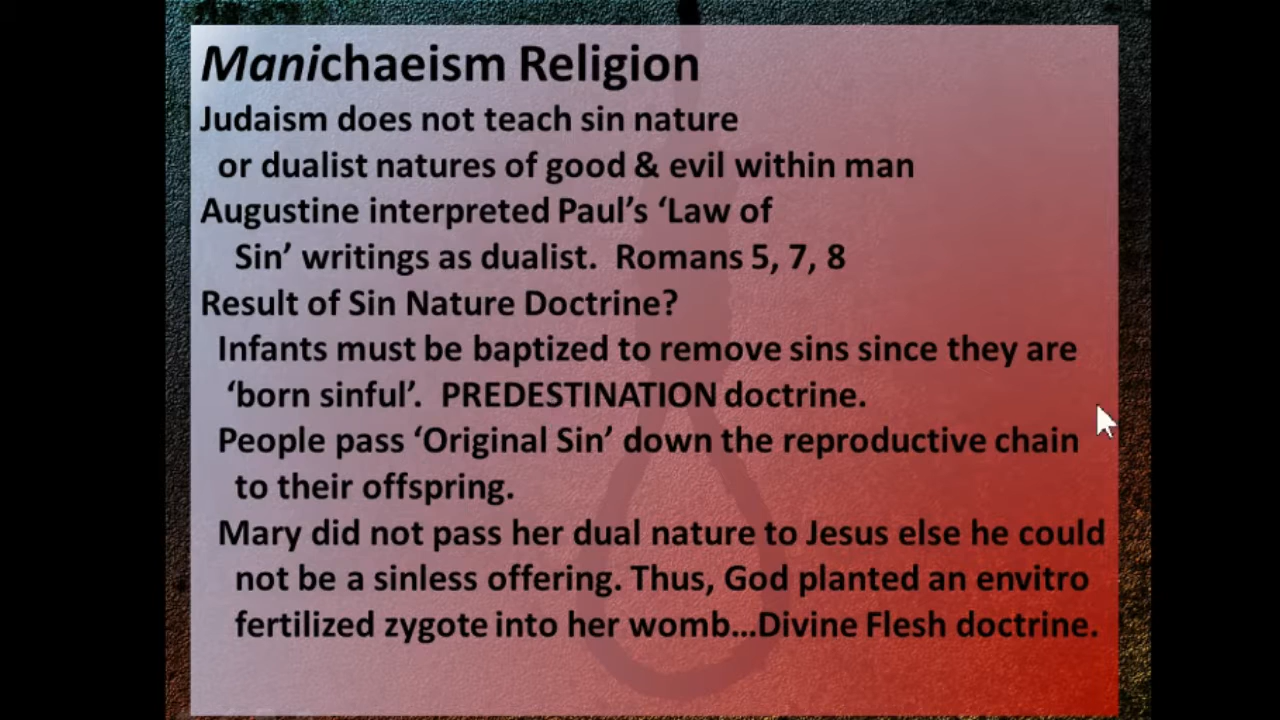 Manichaeism Religion
Judaism does not teach sin nature
or dualist natures of good & evil within man
Augustine interpreted Paul's 'Law of
Sin' writings as dualist. Romans 5, 7, 8
Result of Sin Nature Doctrine?
Infants must be baptized to remove sins since they are
'born sinful'. PREDESTINATION doctrine.
People pass 'Original Sin' down the reproductive chain
to their offspring.
Mary did not pass her dual nature to Jesus else he could
not be a sinless offering. Thus, God planted an envitro
fertilized zygote into her womb...Divine Flesh doctrine.